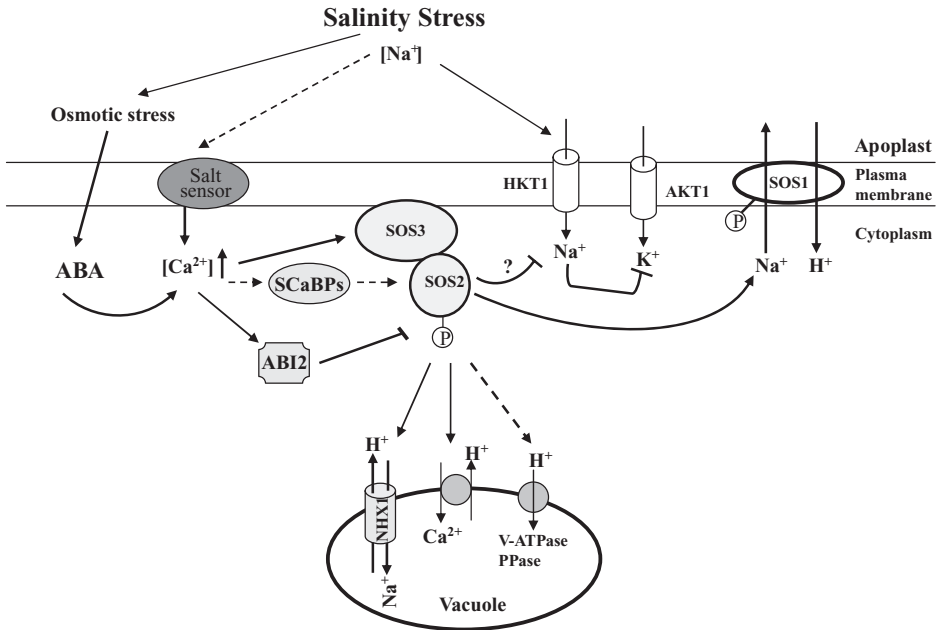 Salinity Stress
[Na⁺]
Osmotic stress
Apoplast
Salt
sensor
HKT1
AKT1
SOS1
Plasma
membrane
P
Cytoplasm
SOS3
ABA
[Ca²⁺]
SCaBPs
SOS2
?
Na⁺
K⁺
Na⁺
H⁺
P
ABI2
H⁺
H⁺
H⁺
NHX1
Ca²⁺
V-ATPase
PPase
Na⁺
Vacuole